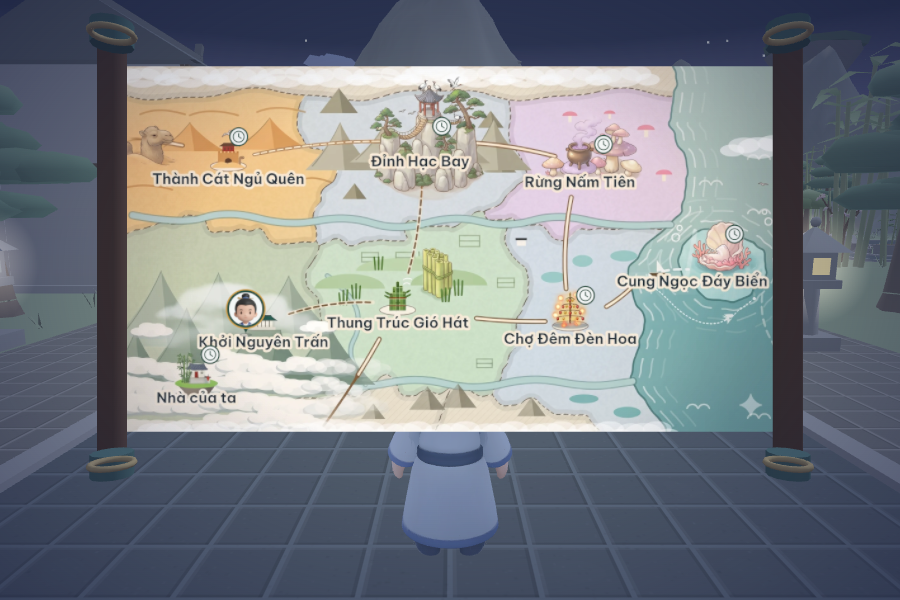 Đỉnh Hạc Bay
Thành Cát Ngủ Quên
Rừng Nấm Tiên
Cung Ngọc Đáy Biển
Thung Trúc Gió Hát
Khởi Nguyên Trấn
Chợ Đêm Đèn Hoa
Nhà của ta